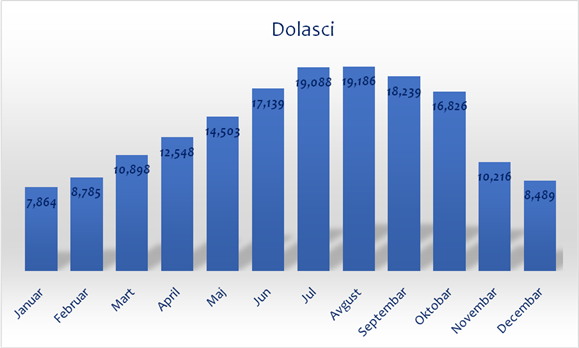 Dolasci
7,864
8,785
10,898
12,548
14,503
17,139
19,088
19,186
18,239
16,826
10,216
8,489
Januar
Februar
Mart
April
Maj
Jun
Jul
Avgust
Septembar
Oktobar
Novembar
Decembar